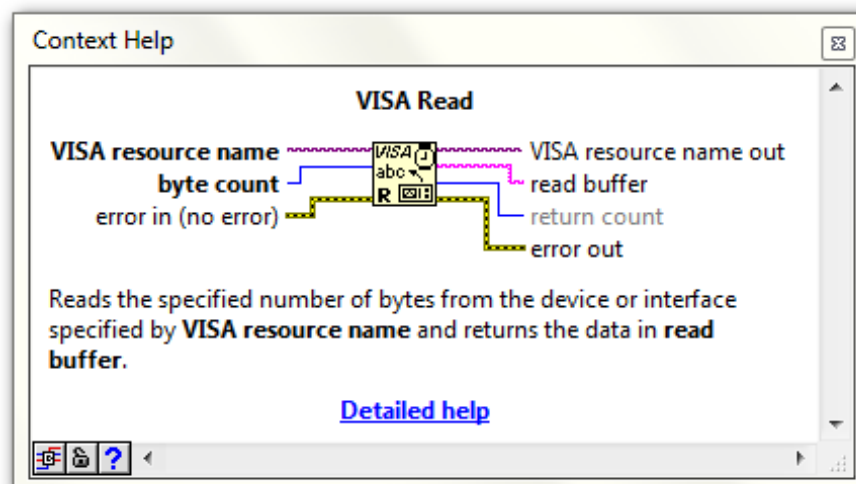 Context Help
VISA Read
VISA resource name
VISA resource name out
abc
byte count
read buffer
R
error in (no error)
return count
error out
Reads the specified number of bytes from the device or interface
specified by VISA resource name and returns the data in read
buffer.
Detailed help
?